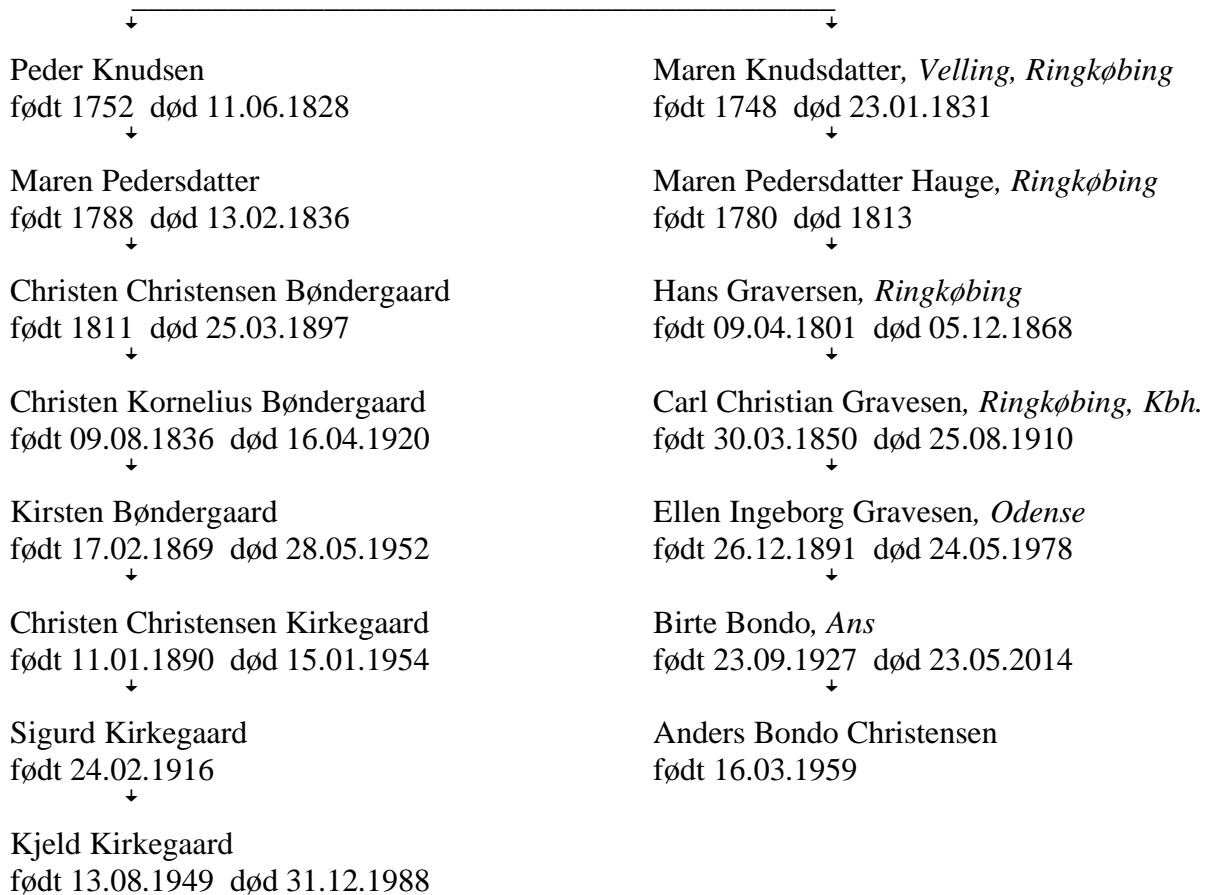 Peder Knudsen
født 1752 død 11.06.1828
Maren Pedersdatter
født 1788 død 13.02.1836
Christen Christensen Bøndergaard
født 1811 død 25.03.1897
Christen Kornelius Bøndergaard
født 09.08.1836 død 16.04.1920
Kirsten Bøndergaard
født 17.02.1869 død 28.05.1952
Christen Christensen Kirkegaard
født 11.01.1890 død 15.01.1954
Sigurd Kirkegaard
født 24.02.1916
Kjeld Kirkegaard
født 13.08.1949 død 31.12.1988
Maren Knudsdatter, Velling, Ringkøbing
født 1748 død 23.01.1831
Maren Pedersdatter Hauge, Ringkøbing
født 1780 død 1813
Hans Graversen, Ringkøbing
født 09.04.1801 død 05.12.1868
Carl Christian Gravesen, Ringkøbing, Kbh.
født 30.03.1850 død 25.08.1910
Ellen Ingeborg Gravesen, Odense
født 26.12.1891 død 24.05.1978
Birte Bondo, Ans
født 23.09.1927 død 23.05.2014
Anders Bondo Christensen
født 16.03.1959